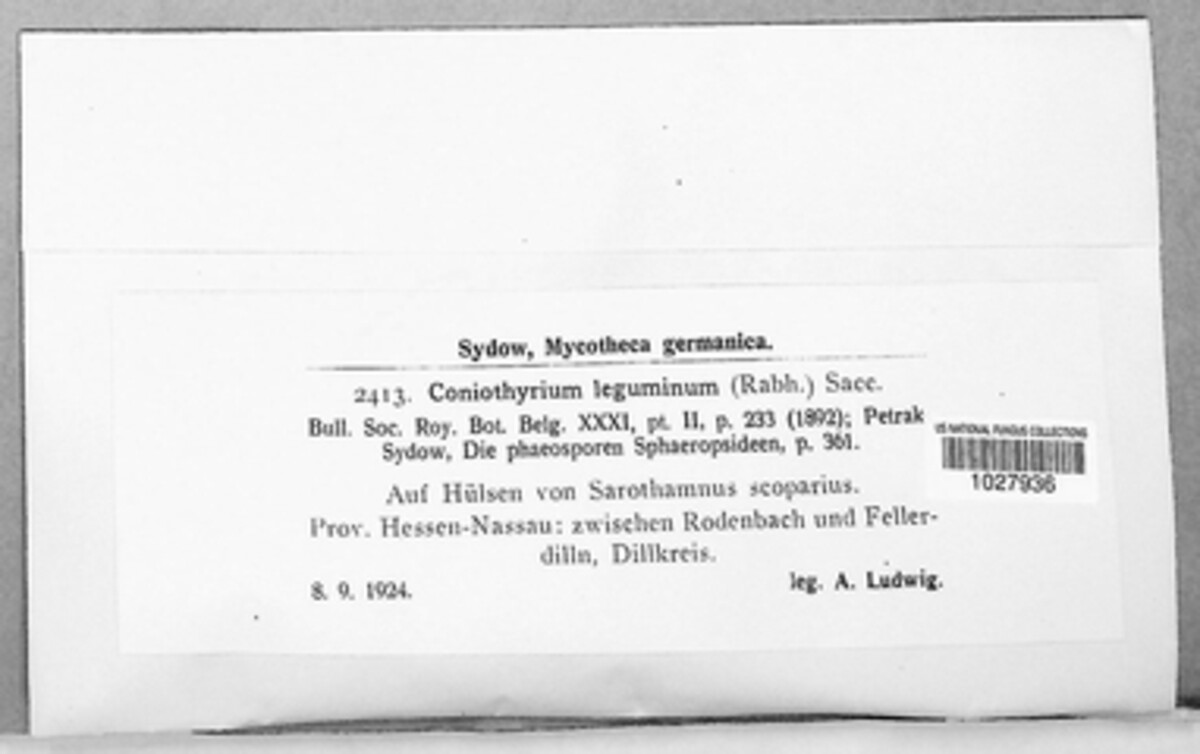 Sydow, Mycotheca germanica.
2413. Coniothyrium leguminum (Rabh.) Sacc.
Bull. Soc. Roy. Bot. Belg. XXXI, pt. II, p. 233 (1892); Petrak
Sydow, Die phaeosporen Sphaeropsideen, p. 361.
US NATIONAL FUNGUS COLLECTIONS
1027936
Auf Hülsen von Sarothamnus scoparius.
Prov. Hessen-Nassau: zwischen Rodenbach und Feller-
dilln, Dillkreis.
8. 9. 1924.
leg. A. Ludwig.